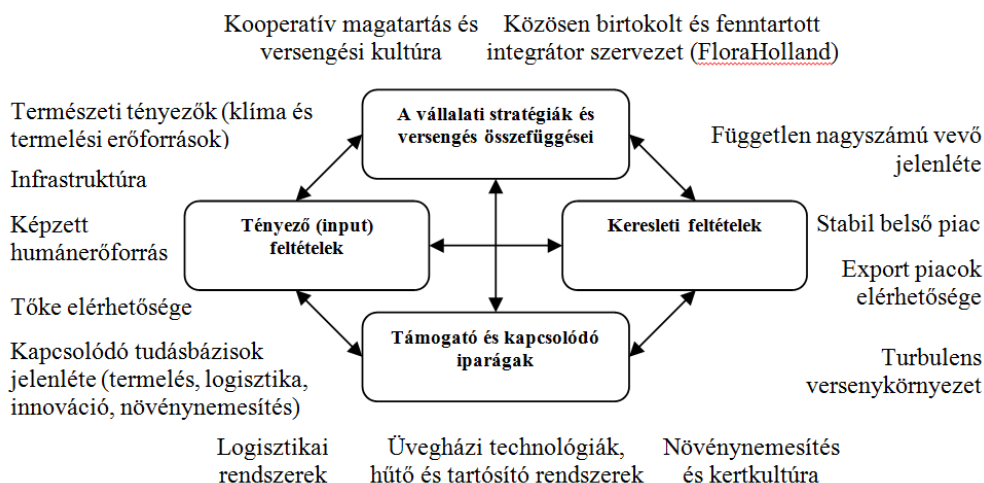 Kooperatív magatartás és
versengési kultúra
Közösen birtokolt és fenntartott
integrátor szervezet (FloraHolland)
Természeti tényezők (klíma és
termelési erőforrások)
Infrastruktúra
Képzett
humánerőforrás
Tőke elérhetősége
Kapcsolódó tudásbázisok
jelenléte (termelés, logisztika,
innováció, növénynemesítés)
A vállalati stratégiák és
versengés összefüggései
Tényező (input)
feltételek
Keresleti feltételek
Támogató és kapcsolódó
iparágak
Független nagyszámú vevő
jelenléte
Stabil belső piac
Export piacok
elérhetősége
Turbulens
versenykörnyezet
Logisztikai
rendszerek
Üvegházi technológiák,
hűtő és tartósító rendszerek
Növénynemesítés
és kertkultúra